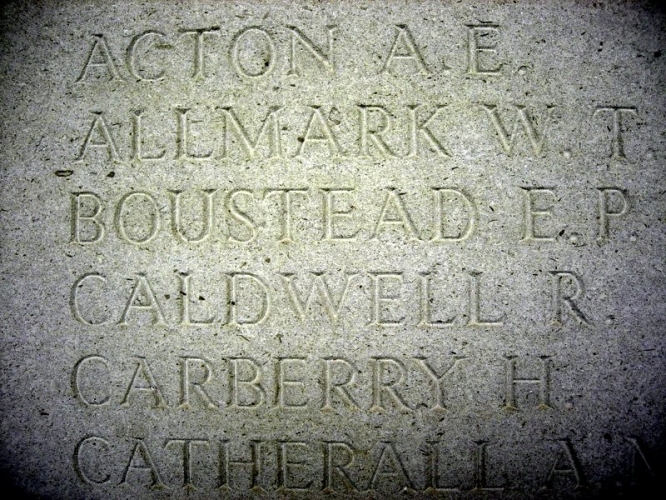 ACTON A. E.
ALLMARK W. T.
BOUSTEAD E. P.
CALDWELL R.
CARBERRY H.
CATHERALL A.